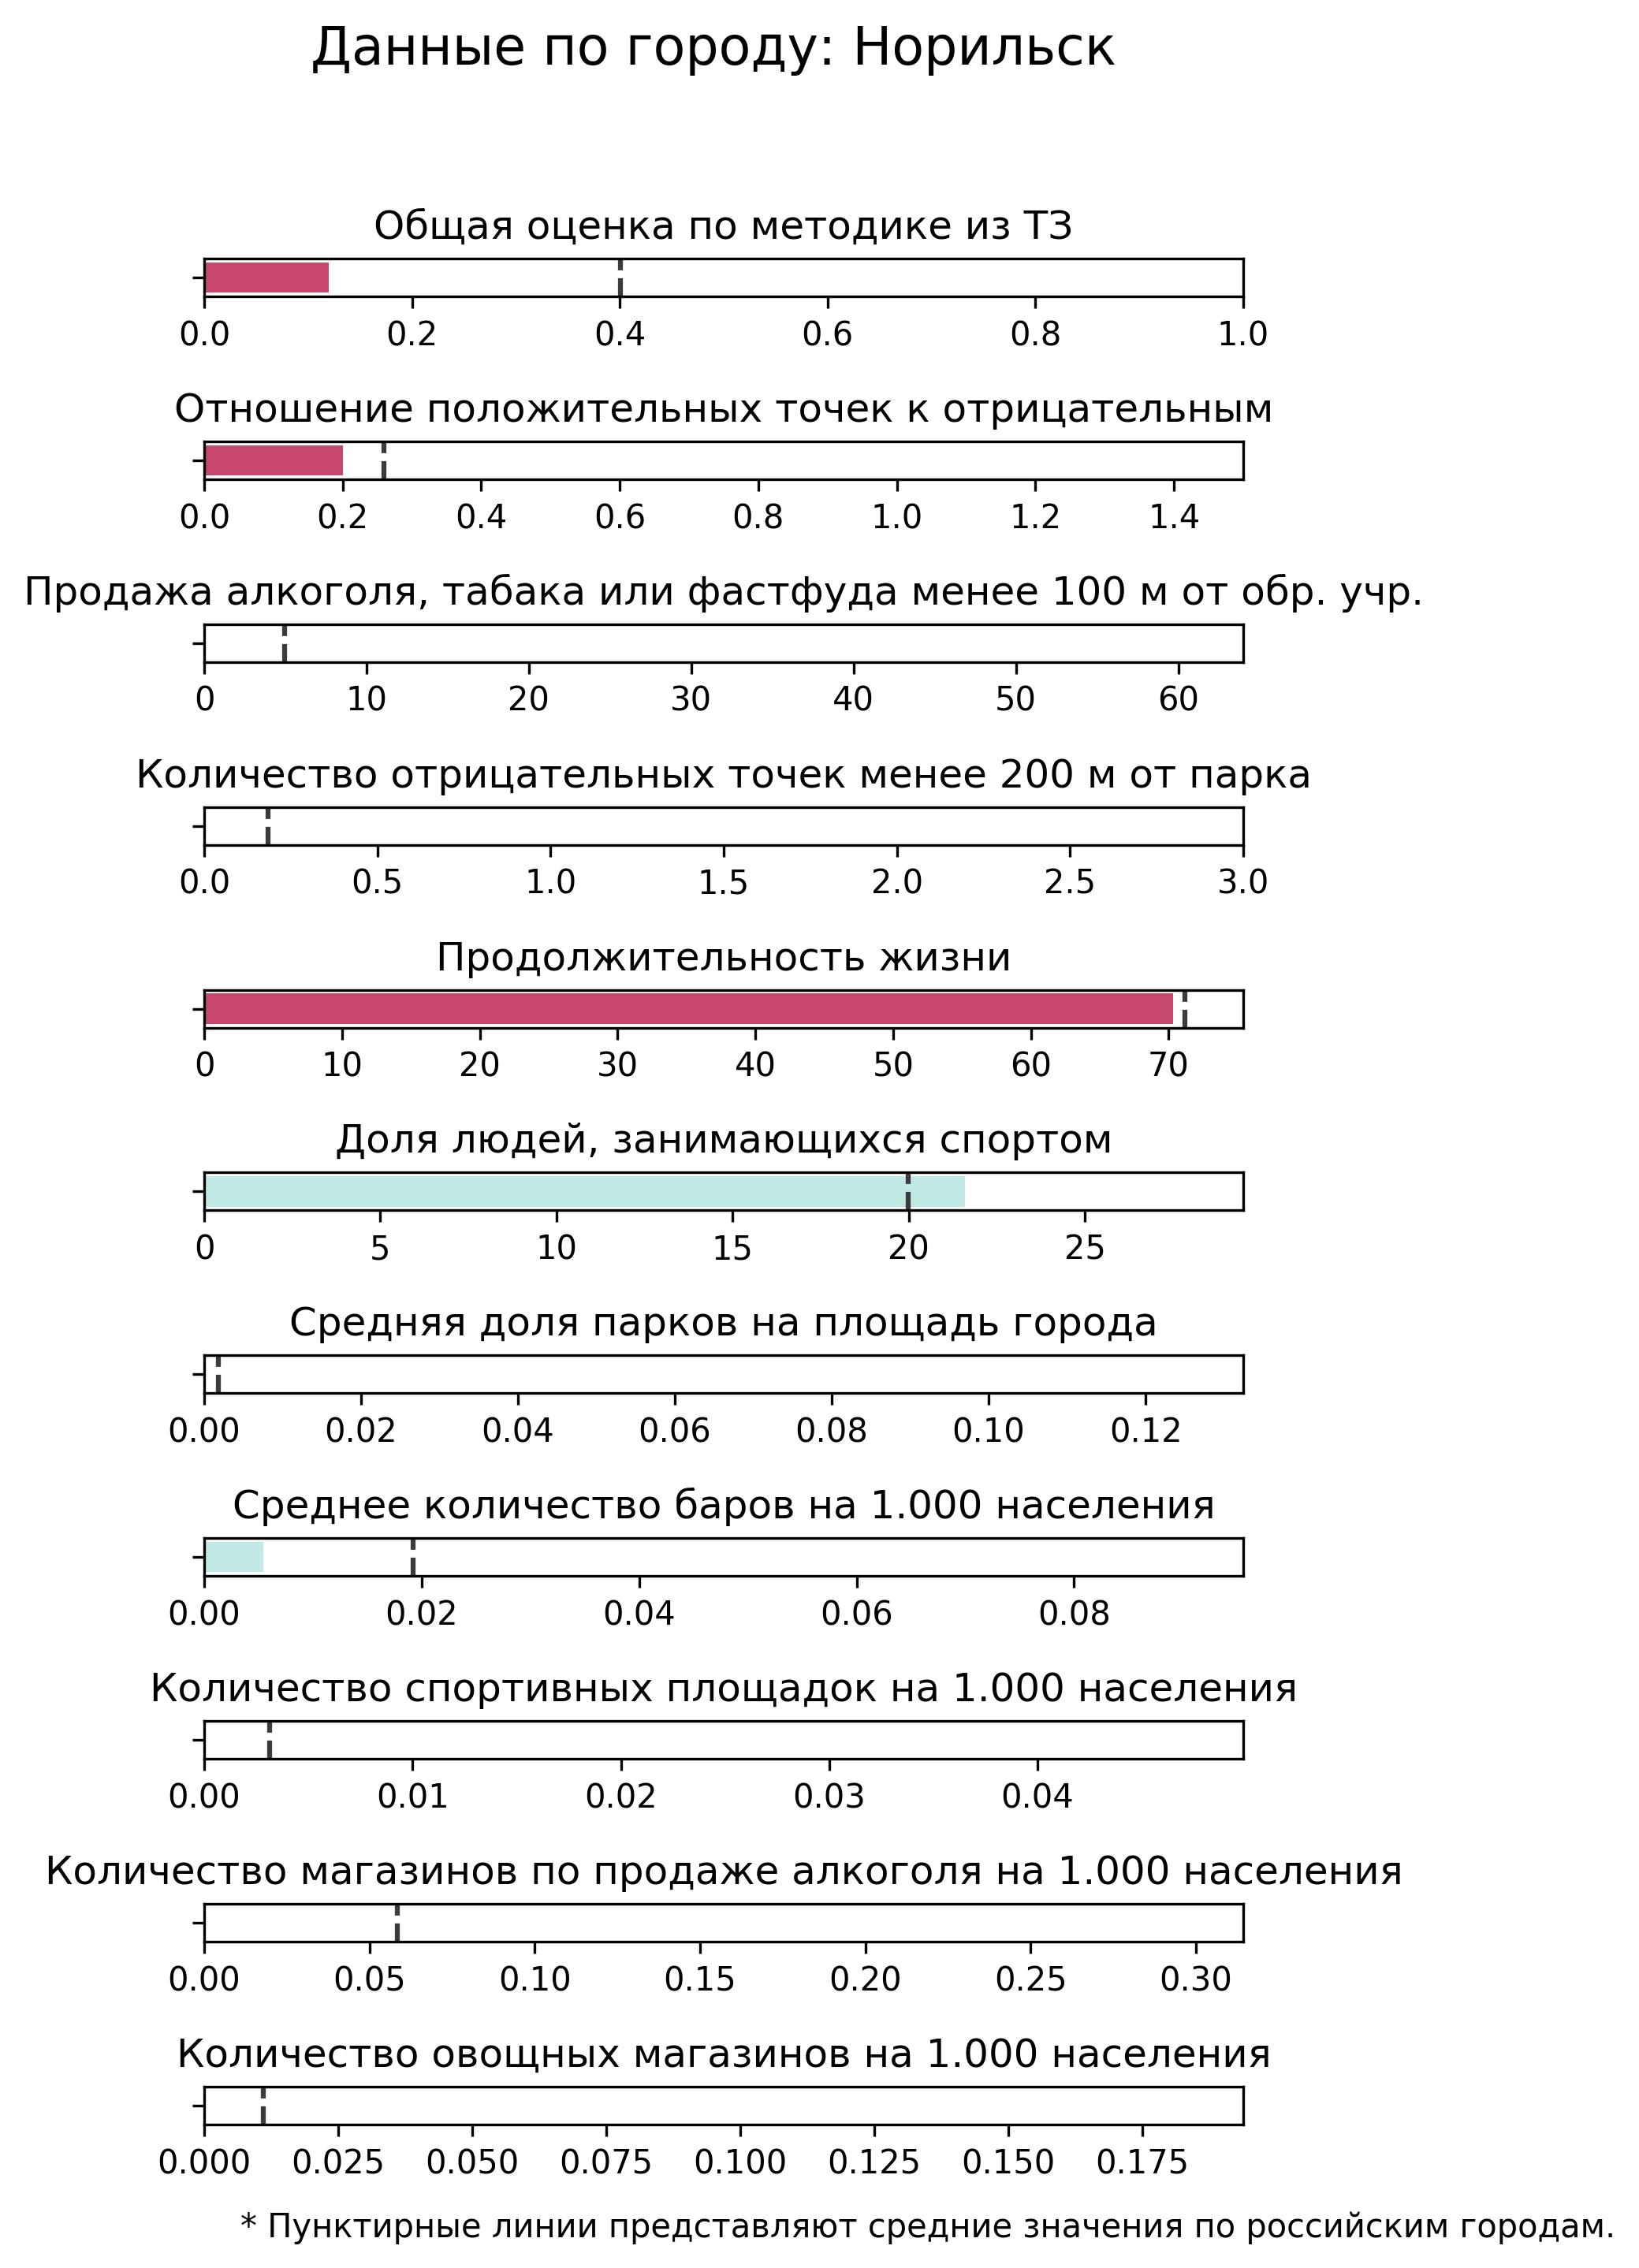 Данные по городу: Норильск
Общая оценка по методике из ТЗ
0.0 0.2 0.4 0.6 0.8 1.0
Отношение положительных точек к отрицательным
0.0 0.2 0.4 0.6 0.8 1.0 1.2 1.4
Продажа алкоголя, табака или фастфуда менее 100 м от обр. учр.
0 10 20 30 40 50 60
Количество отрицательных точек менее 200 м от парка
0.0 0.5 1.0 1.5 2.0 2.5 3.0
Продолжительность жизни
0 10 20 30 40 50 60 70
Доля людей, занимающихся спортом
0 5 10 15 20 25
Средняя доля парков на площадь города
0.00 0.02 0.04 0.06 0.08 0.10 0.12
Среднее количество баров на 1.000 населения
0.00 0.02 0.04 0.06 0.08
Количество спортивных площадок на 1.000 населения
0.00 0.01 0.02 0.03 0.04
Количество магазинов по продаже алкоголя на 1.000 населения
0.00 0.05 0.10 0.15 0.20 0.25 0.30
Количество овощных магазинов на 1.000 населения
0.000 0.025 0.050 0.075 0.100 0.125 0.150 0.175
* Пунктирные линии представляют средние значения по российским городам.